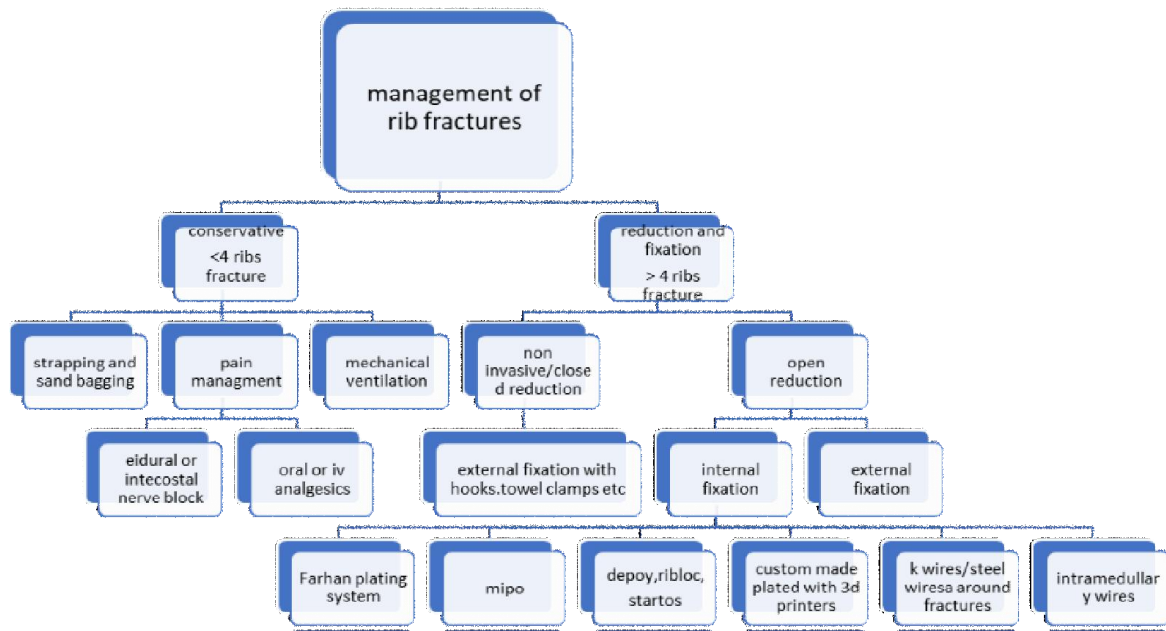 management of
rib fractures
conservative
<4 ribs
fracture
reduction and
fixation
> 4 ribs
fracture
strapping and
sand bagging
pain
managment
mechanical
ventilation
non
invasive/close
d reduction
open
reduction
eidural or
intecostal
nerve block
oral or iv
analgesics
external fixation with
hooks.towel clamps etc
internal
fixation
external
fixation
Farhan plating
system
mipo
depoy,ribloc,
startos
custom made
plated with 3d
printers
k wires/steel
wiresa around
fractures
intramedullar
y wires